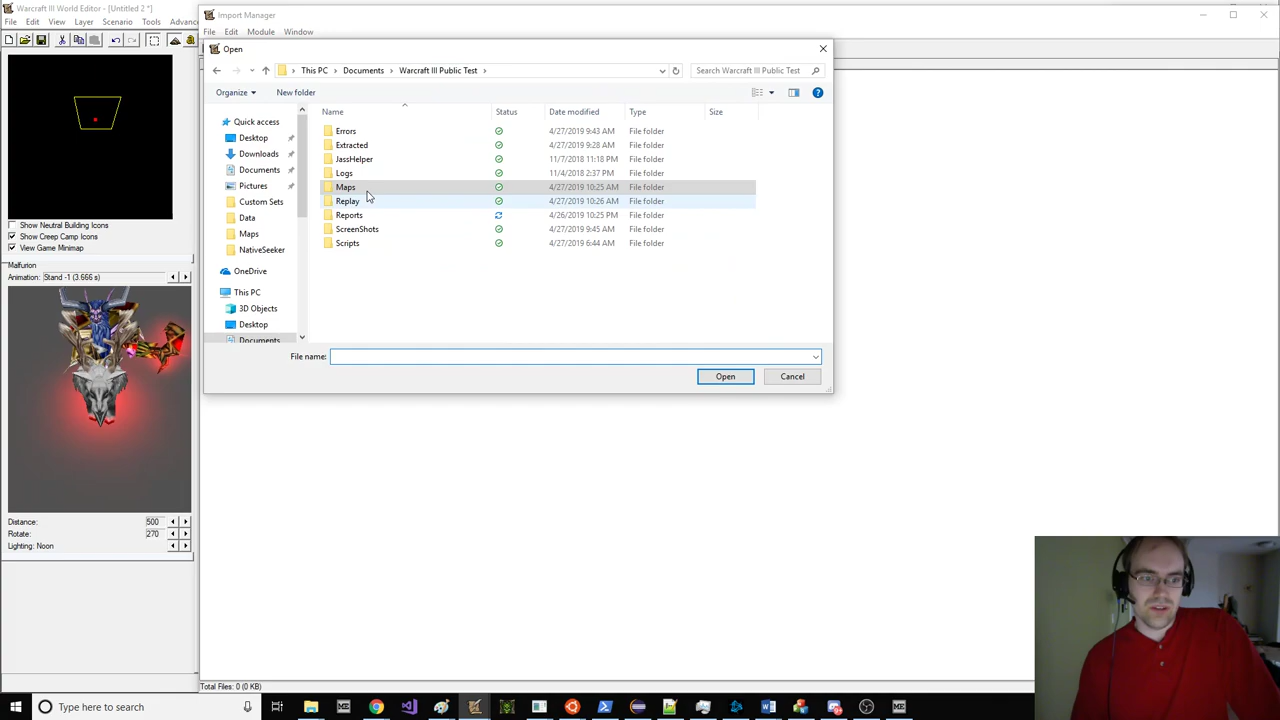 Warcraft III World Editor - [Untitled 2 *]
File Edit View Layer Scenario Tools Advanc
Show Neutral Building Icons
Show Creep Camp Icons
View Game Minimap
Malfurion
Animation: Stand -1 (3.666 s)
Distance: 500
Rotate: 270
Lighting: Noon
Import Manager
File Edit Module Window
Open
This PC > Documents > Warcraft III Public Test >
Search Warcraft III Public Test
Organize New folder
Quick access
Desktop
Downloads
Documents
Pictures
Custom Sets
Data
Maps
NativeSeeker
OneDrive
This PC
3D Objects
Desktop
Documents
Name Status Date modified Type Size
Errors 4/27/2019 9:43 AM File folder
Extracted 4/27/2019 9:28 AM File folder
JassHelper 11/7/2018 11:18 PM File folder
Logs 11/4/2018 2:37 PM File folder
Maps 4/27/2019 10:25 AM File folder
Replay 4/27/2019 10:26 AM File folder
Reports 4/26/2019 10:25 PM File folder
ScreenShots 4/27/2019 9:45 AM File folder
Scripts 4/27/2019 6:44 AM File folder
File name:
Open Cancel
Total Files: 0 (0 KB)
Type here to search
ME
W
ME